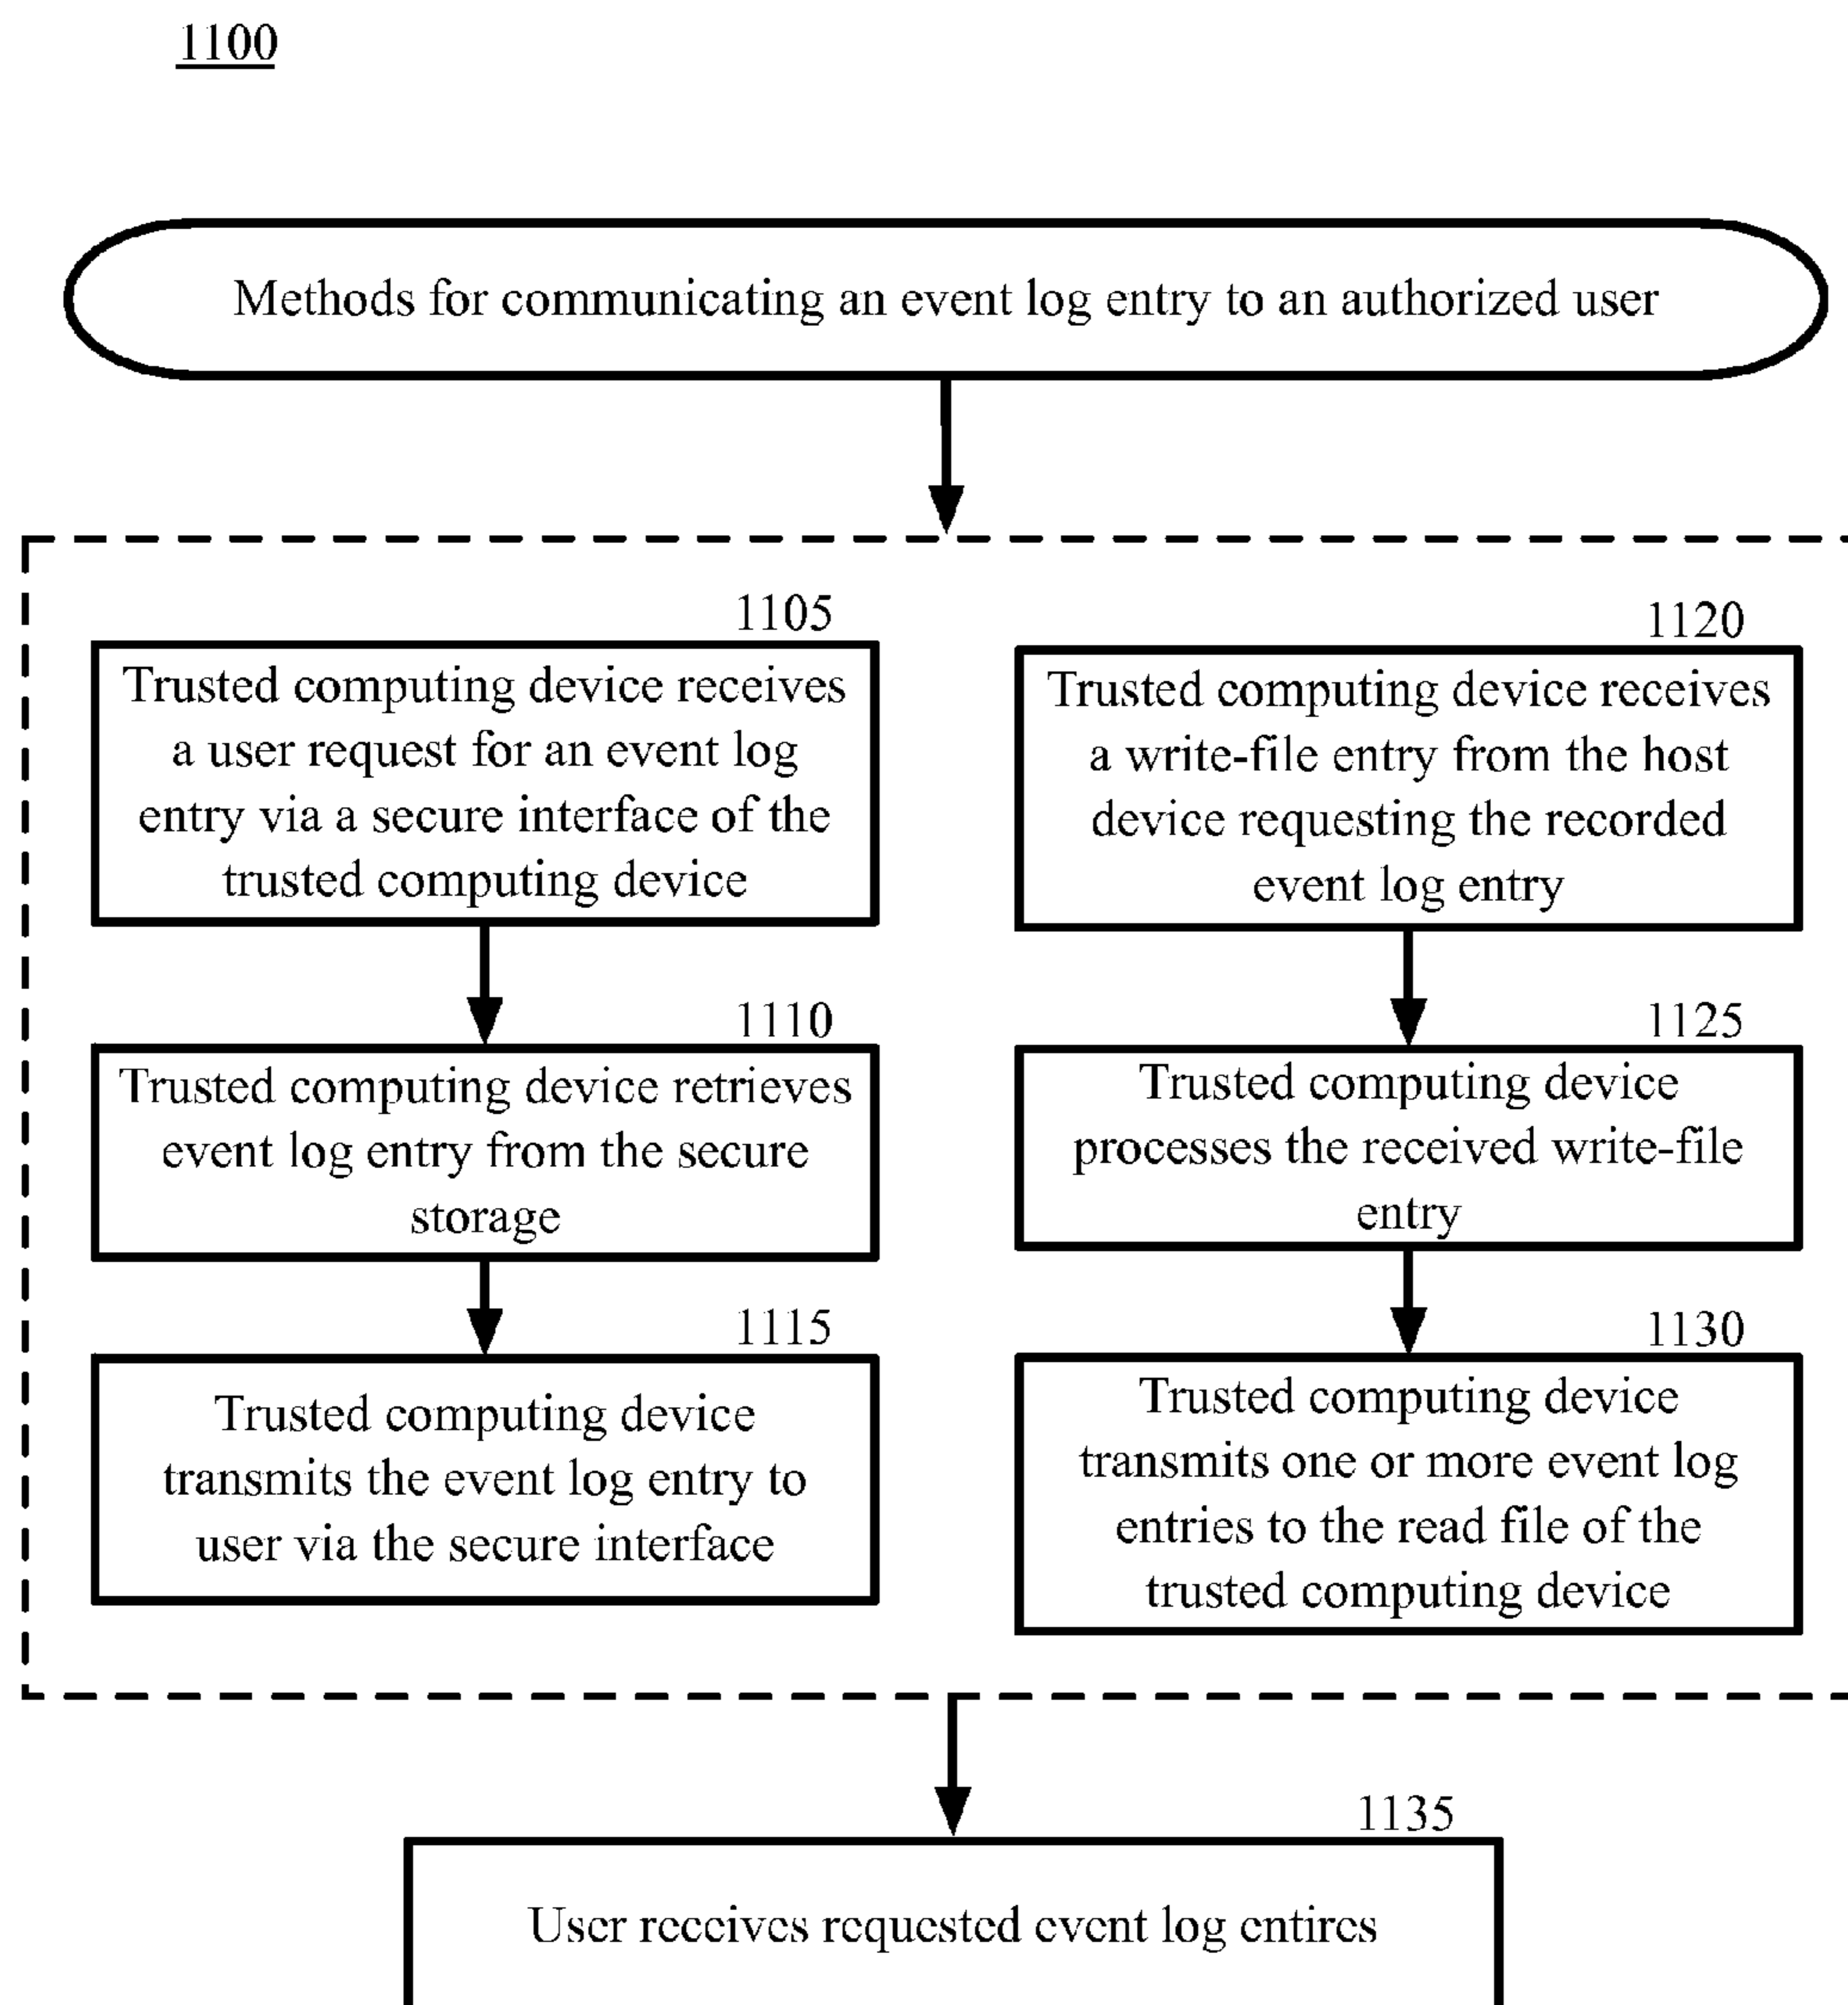 1100
Methods for communicating an event log entry to an authorized user
1105
Trusted computing device receives
a user request for an event log
entry via a secure interface of the
trusted computing device
1110
Trusted computing device retrieves
event log entry from the secure
storage
1115
Trusted computing device
transmits the event log entry to
user via the secure interface
1120
Trusted computing device receives
a write-file entry from the host
device requesting the recorded
event log entry
1125
Trusted computing device
processes the received write-file
entry
1130
Trusted computing device
transmits one or more event log
entries to the read file of the
trusted computing device
1135
User receives requested event log entires